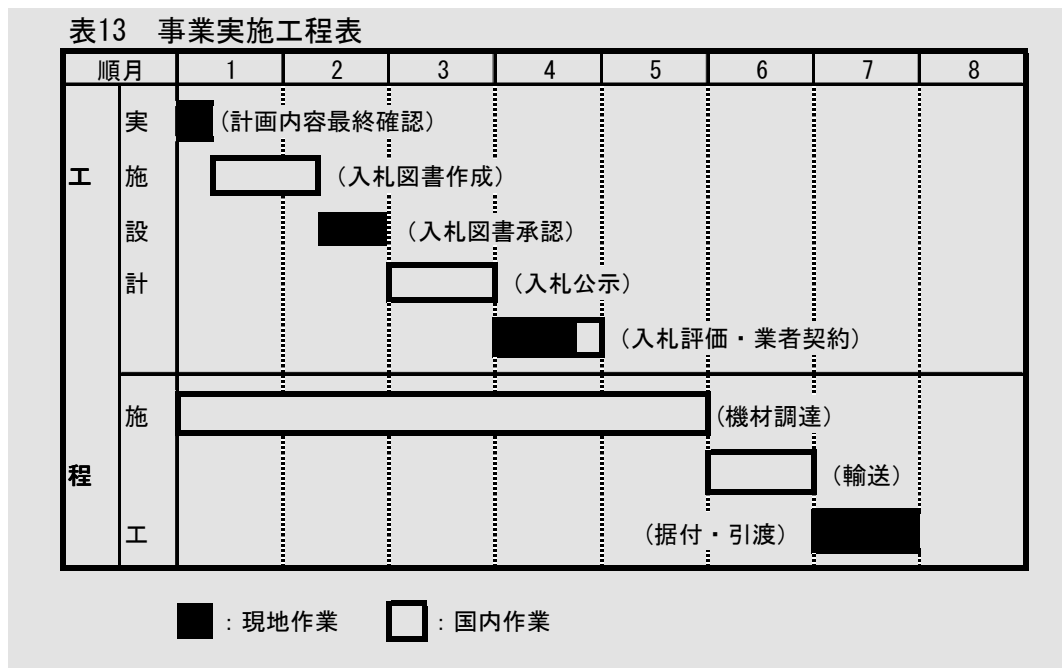 表13　事業実施工程表
順月 1 2 3 4 5 6 7 8
実 (計画内容最終確認)
工 施 (入札図書作成)
設 (入札図書承認)
計 (入札公示)
(入札評価・業者契約)
施 (機材調達)
程 (輸送)
工 (据付・引渡)
：現地作業 ：国内作業